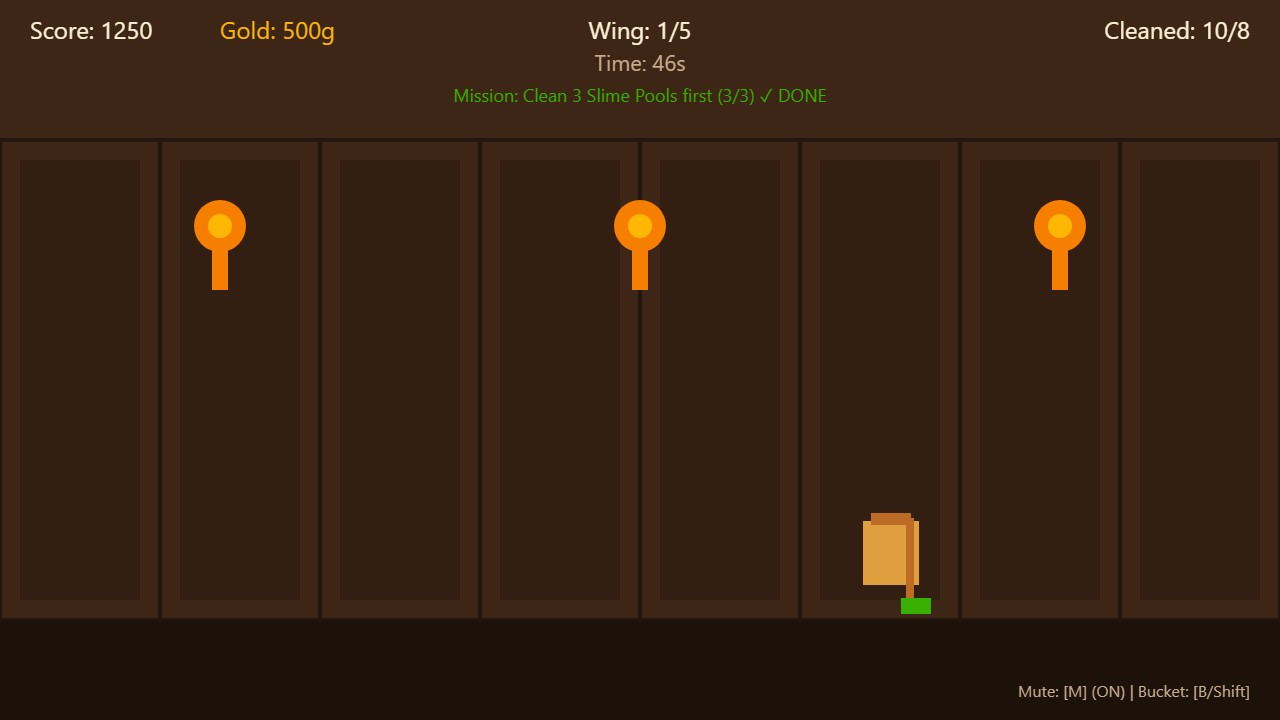 Score: 1250
Gold: 500g
Wing: 1/5
Cleaned: 10/8
Time: 46s
Mission: Clean 3 Slime Pools first (3/3) ✓ DONE
Mute: [M] (ON) | Bucket: [B/Shift]